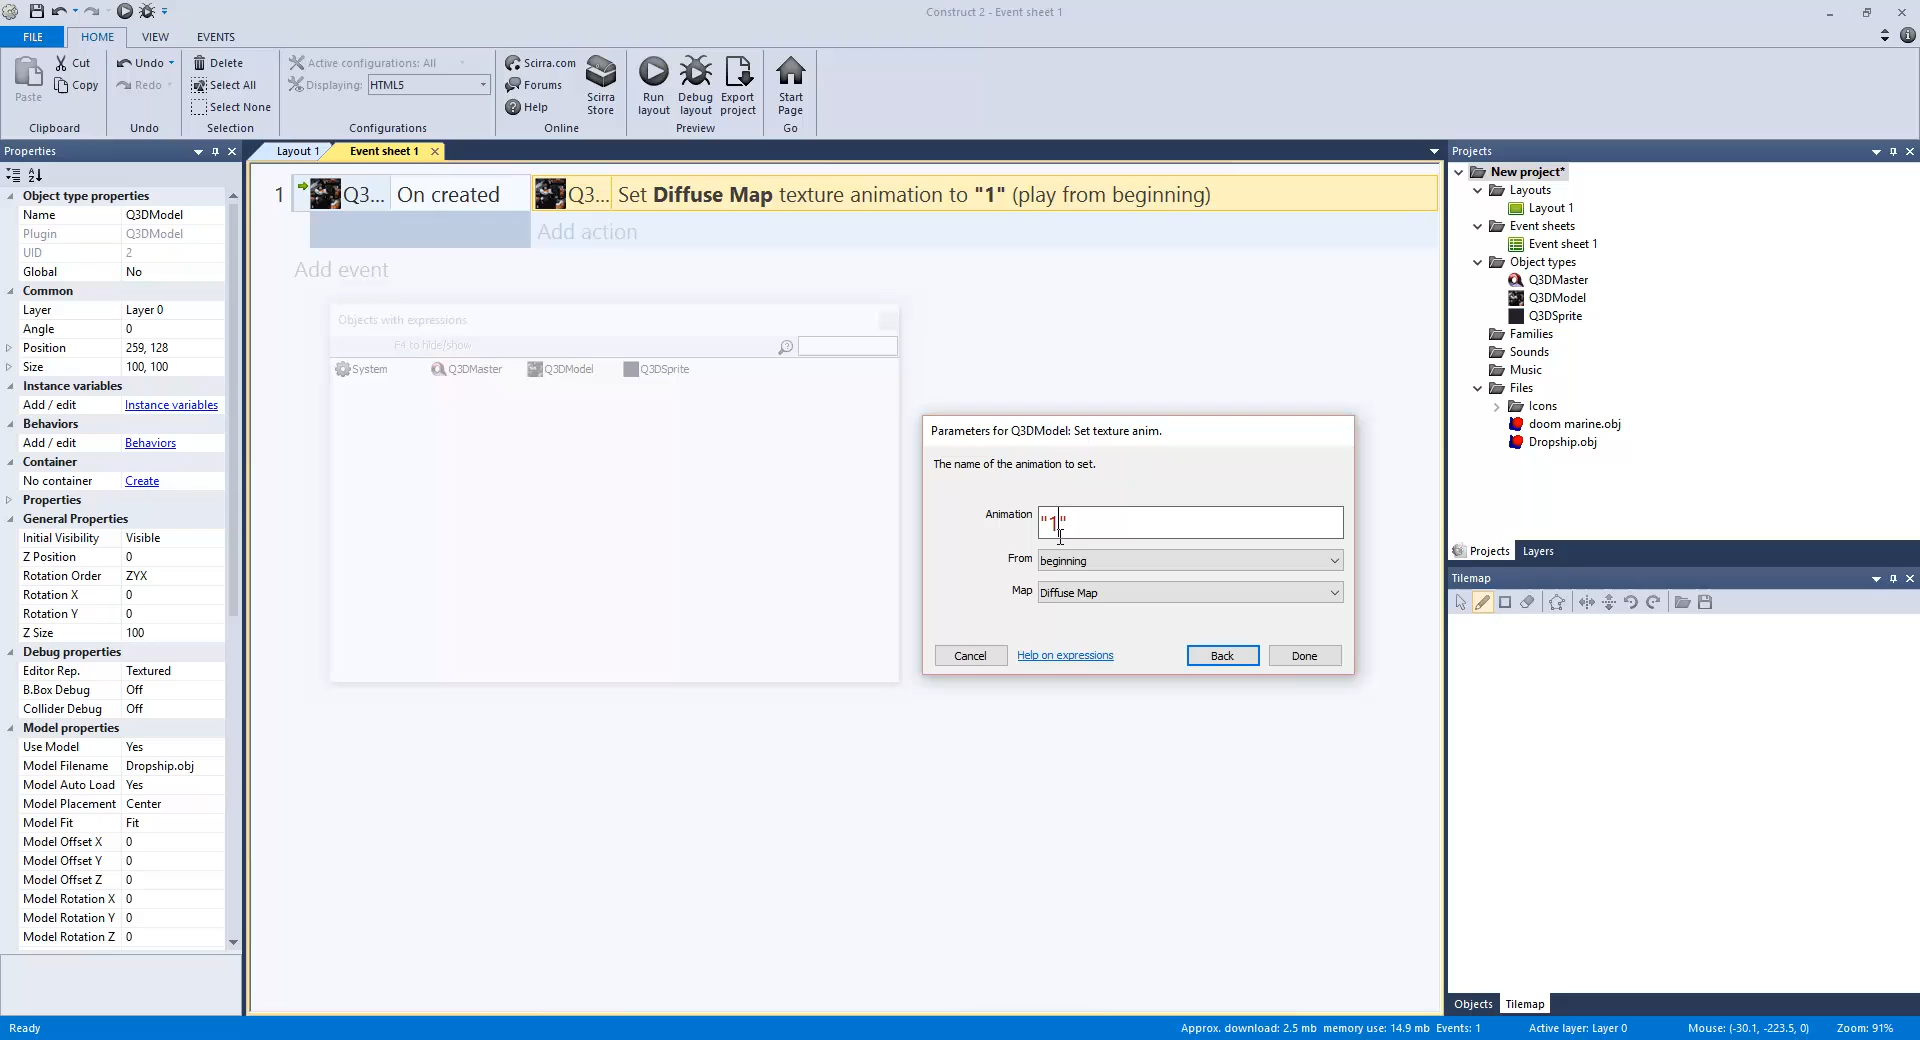 Construct 2 - Event sheet 1
FILE
HOME
VIEW
EVENTS
Paste
Cut
Copy
Clipboard
Undo
Redo
Undo
Delete
Select All
Select None
Selection
Active configurations: All
Displaying:
HTML5
Configurations
Scirra.com
Forums
Help
Scirra Store
Online
Run layout
Debug layout
Export project
Preview
Start Page
Go
Properties
Object type properties
Name Q3DModel
Plugin Q3DModel
UID 2
Global No
Common
Layer Layer 0
Angle 0
Position 259, 128
Size 100, 100
Instance variables
Add / edit Instance variables
Behaviors
Add / edit Behaviors
Container
No container Create
Properties
General Properties
Initial Visibility Visible
Z Position 0
Rotation Order ZYX
Rotation X 0
Rotation Y 0
Z Size 100
Debug properties
Editor Rep. Textured
B.Box Debug Off
Collider Debug Off
Model properties
Use Model Yes
Model Filename Dropship.obj
Model Auto Load Yes
Model Placement Center
Model Fit Fit
Model Offset X 0
Model Offset Y 0
Model Offset Z 0
Model Rotation X 0
Model Rotation Y 0
Model Rotation Z 0
Layout 1
Event sheet 1
1 Q3... On created Q3... Set Diffuse Map texture animation to "1" (play from beginning)
Add action
Add event
Objects with expressions
F4 to hide/show
System Q3DMaster Q3DModel Q3DSprite
Parameters for Q3DModel: Set texture anim.
The name of the animation to set.
Animation "1"
From beginning
Map Diffuse Map
Cancel Help on expressions Back Done
Projects
New project*
Layouts
Layout 1
Event sheets
Event sheet 1
Object types
Q3DMaster
Q3DModel
Q3DSprite
Families
Sounds
Music
Files
Icons
doom marine.obj
Dropship.obj
Projects Layers
Tilemap
Objects Tilemap
Ready
Approx. download: 2.5 mb memory use: 14.9 mb Events: 1 Active layer: Layer 0 Mouse: (-30.1, -223.5, 0) Zoom: 91%